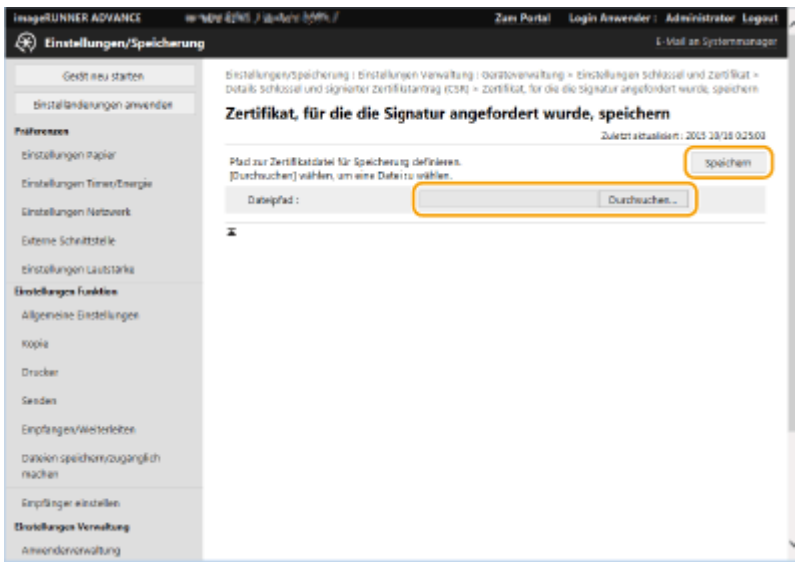 imageRUNNER ADVANCE
Zum Portal Login Anwender : Administrator Logout
Einstellungen/Speicherung
E-Mail an Systemmanager
Gerät neu starten
Einstelländerungen anwenden
Präferenzen
Einstellungen Papier
Einstellungen Timer/Energie
Einstellungen Netzwerk
Externe Schnittstelle
Einstellungen Lautstärke
Einstellungen Funktion
Allgemeine Einstellungen
Kopie
Drucker
Senden
Empfangen/Weiterleiten
Dateien speichern/zugänglich
machen
Empfänger einstellen
Einstellungen Verwaltung
Anwenderverwaltung
Einstellungen/Speicherung : Einstellungen Verwaltung : Geräteverwaltung > Einstellungen Schlüssel und Zertifikat >
Details Schlüssel und signierter Zertifikatantrag (CSR) > Zertifikat, für die die Signatur angefordert wurde, speichern
Zertifikat, für die die Signatur angefordert wurde, speichern
Zuletzt aktualisiert : 2015
Pfad zur Zertifikatdatei für Speicherung definieren.
[Durchsuchen] wählen, um eine Datei zu wählen.
Speichern
Dateipfad :
Durchsuchen...